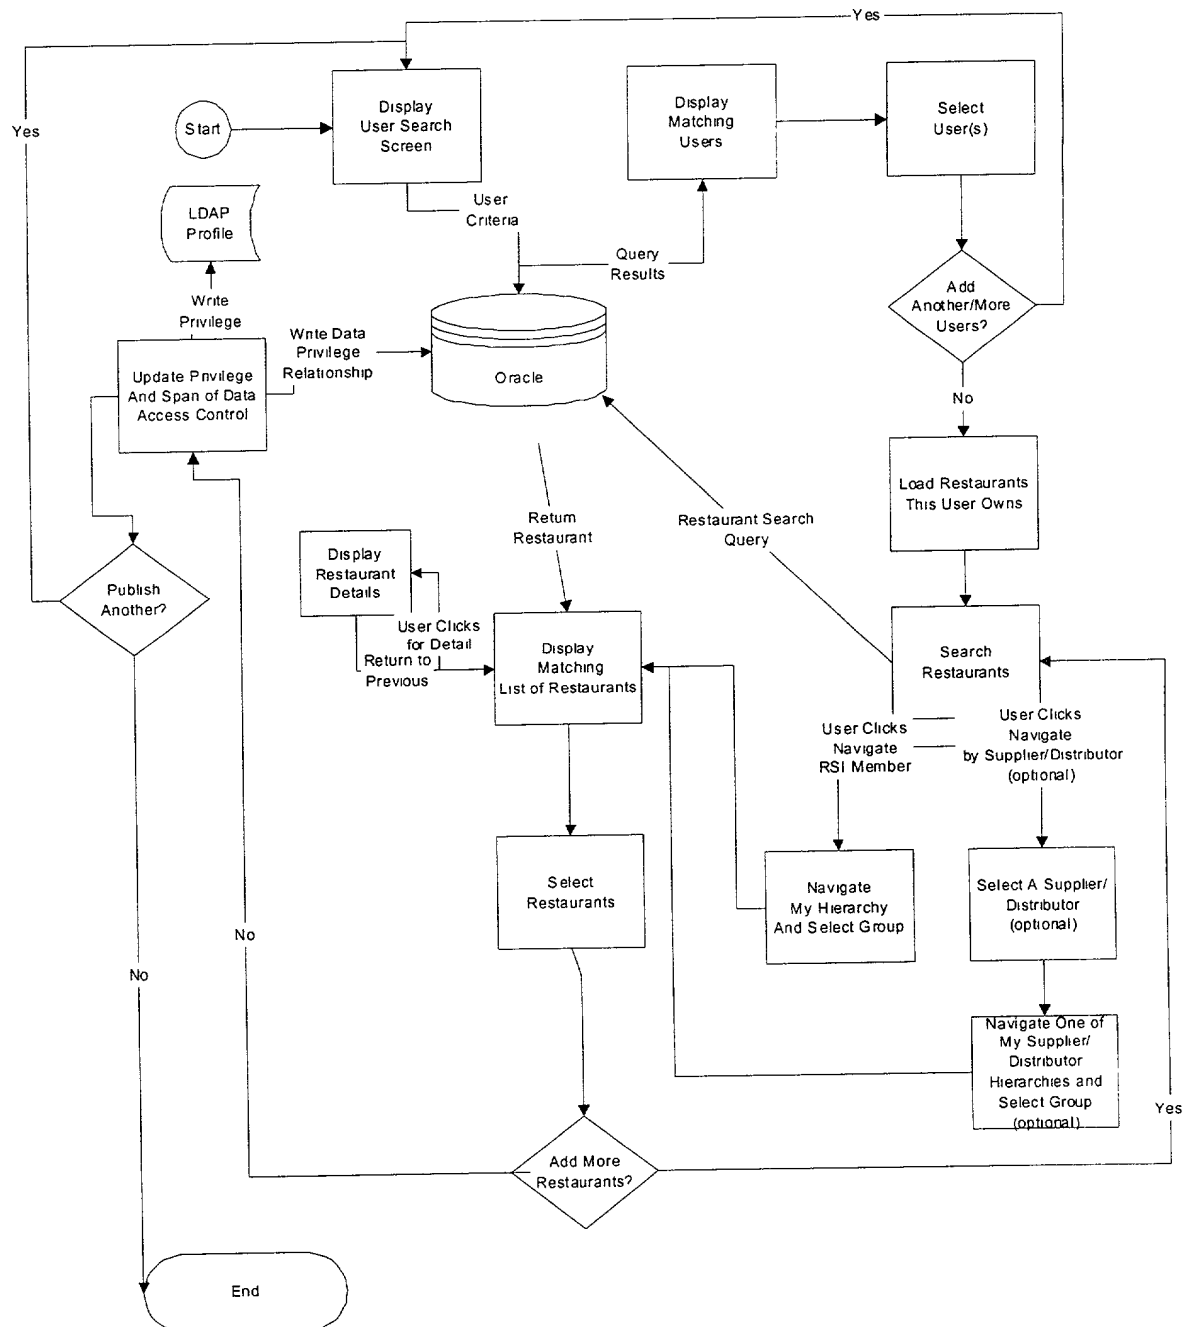 Yes
Yes
Start
Display
User Search
Screen
Display
Matching
Users
Select
User(s)
LDAP
Profile
User
Criteria
Query
Results
Write
Privilege
Write Data
Privilege
Relationship
Add
Another/More
Users?
Update Privilege
And Span of Data
Access Control
Oracle
No
Load Restaurants
This User Owns
Return
Restaurant
Restaurant Search
Query
Display
Restaurant
Details
Publish
Another?
User Clicks
for Detail
Return to
Previous
Display
Matching
List of Restaurants
Search
Restaurants
User Clicks
Navigate
RSI Member
User Clicks
Navigate
by Supplier/Distributor
(optional)
Select
Restaurants
Navigate
My Hierarchy
And Select Group
Select A Supplier/
Distributor
(optional)
No
No
Navigate One of
My Supplier/
Distributor
Hierarchies and
Select Group
(optional)
Yes
Add More
Restaurants?
End